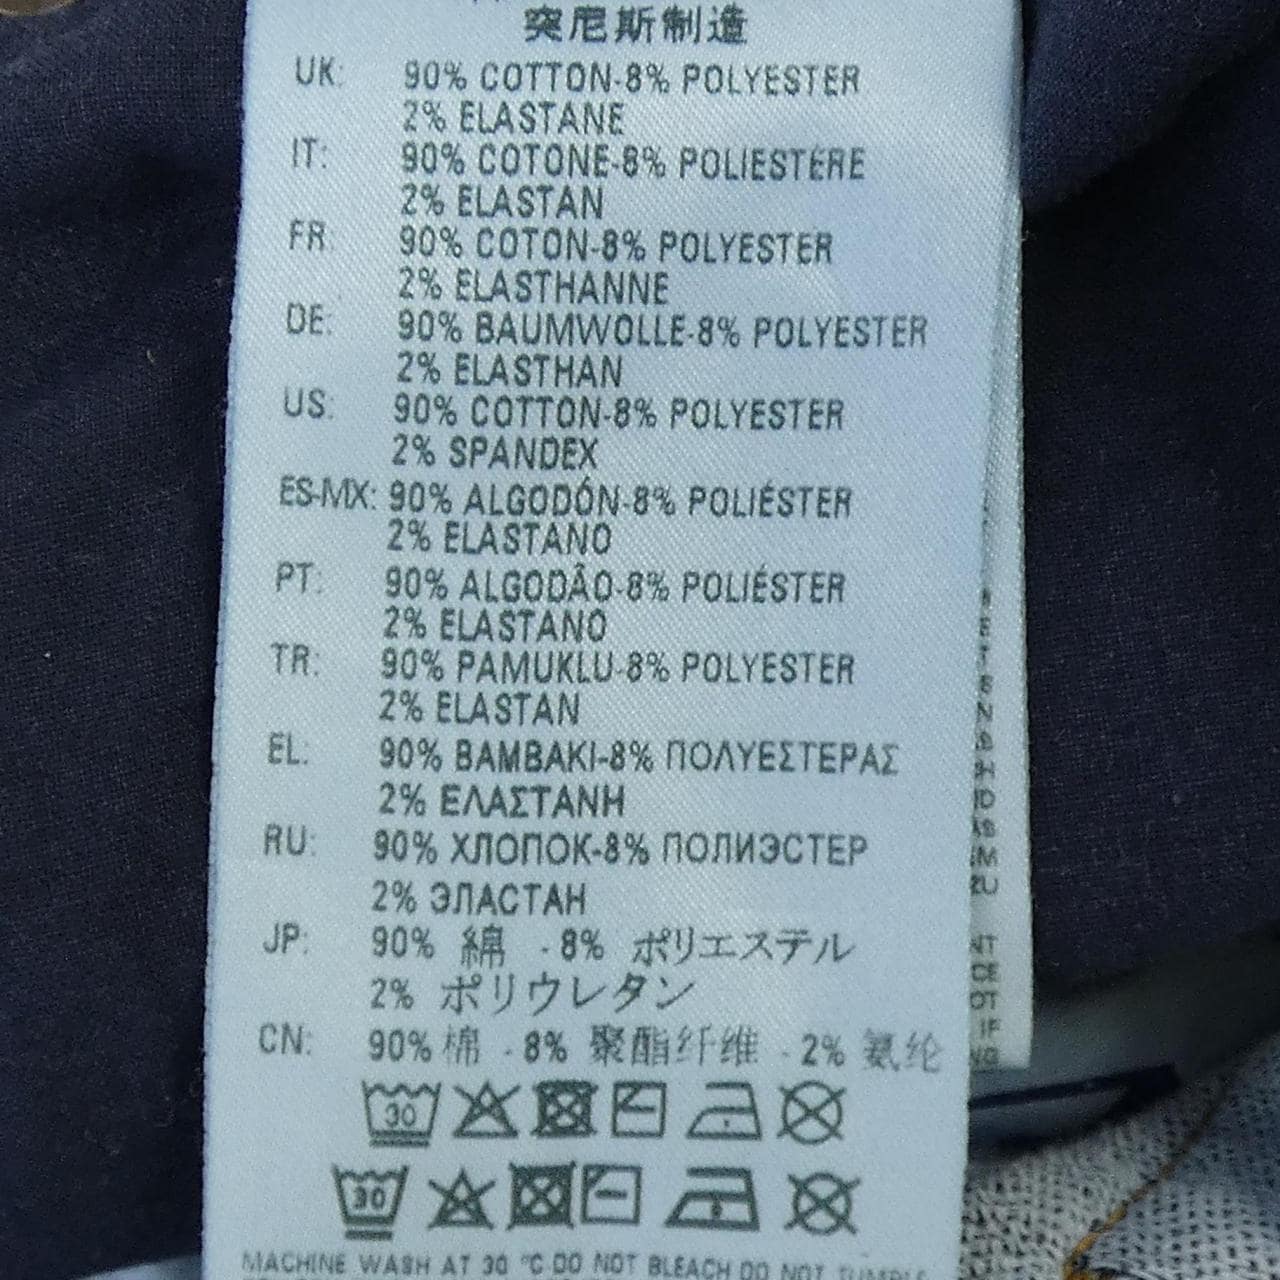 突尼斯制造
UK: 90% COTTON-8% POLYESTER
2% ELASTANE
IT: 90% COTONE-8% POLIESTERE
2% ELASTAN
FR: 90% COTON-8% POLYESTER
2% ELASTHANNE
DE: 90% BAUMWOLLE-8% POLYESTER
2% ELASTHAN
US: 90% COTTON-8% POLYESTER
2% SPANDEX
ES-MX: 90% ALGODÓN-8% POLIÉSTER
2% ELASTANO
PT: 90% ALGODÃO-8% POLIÉSTER
2% ELASTANO
TR: 90% PAMUKLU-8% POLYESTER
2% ELASTAN
EL: 90% ΒΑΜΒΑΚΙ-8% ΠΟΛΥΕΣΤΕΡΑΣ
2% ΕΛΑΣΤΑΝΗ
RU: 90% ХЛОПОК-8% ПОЛИЭСТЕР
2% ЭЛАСТАН
JP: 90% 綿 -8% ポリエステル
2% ポリウレタン
CN: 90% 棉 -8% 聚酯纤维 -2% 氨纶
30
30
MACHINE WASH AT 30 °C DO NOT BLEACH DO NOT TUMBLE